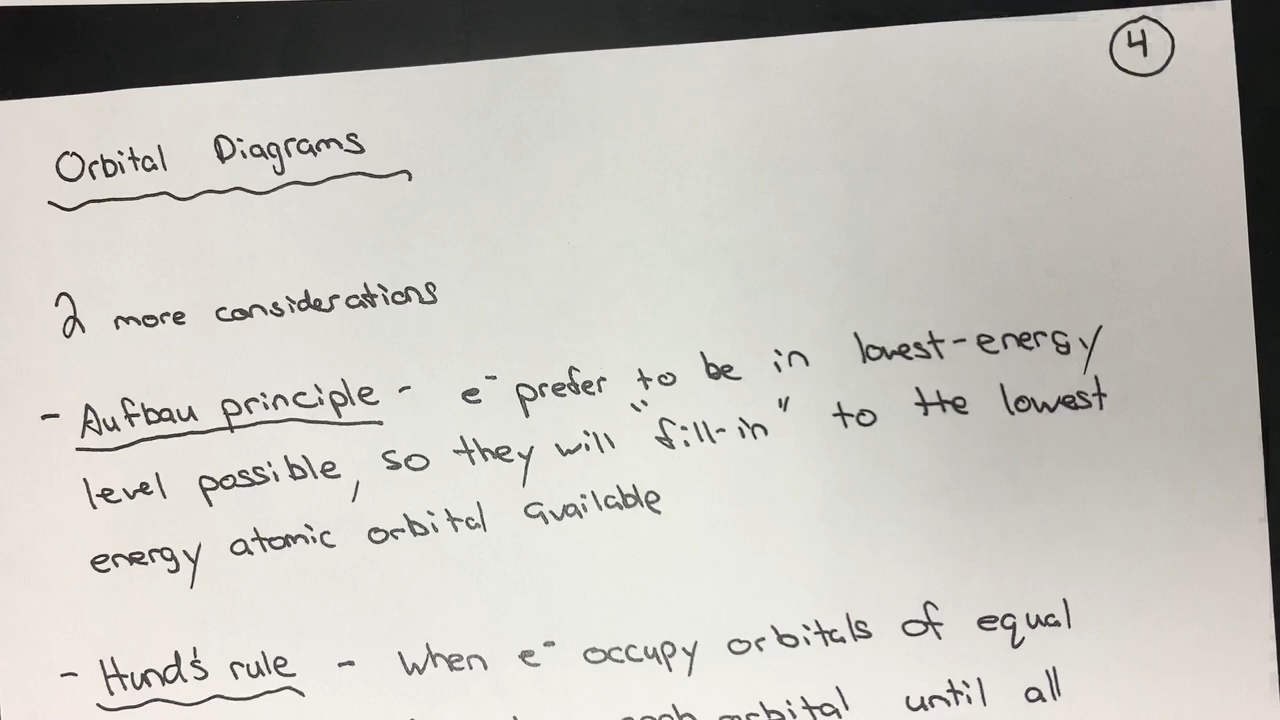 4
Orbital Diagrams
2 more considerations
- Aufbau principle - e⁻ prefer to be in lowest-energy
level possible, so they will "fill-in" to the lowest
energy atomic orbital available
- Hund's rule - when e⁻ occupy orbitals of equal
orbital until all